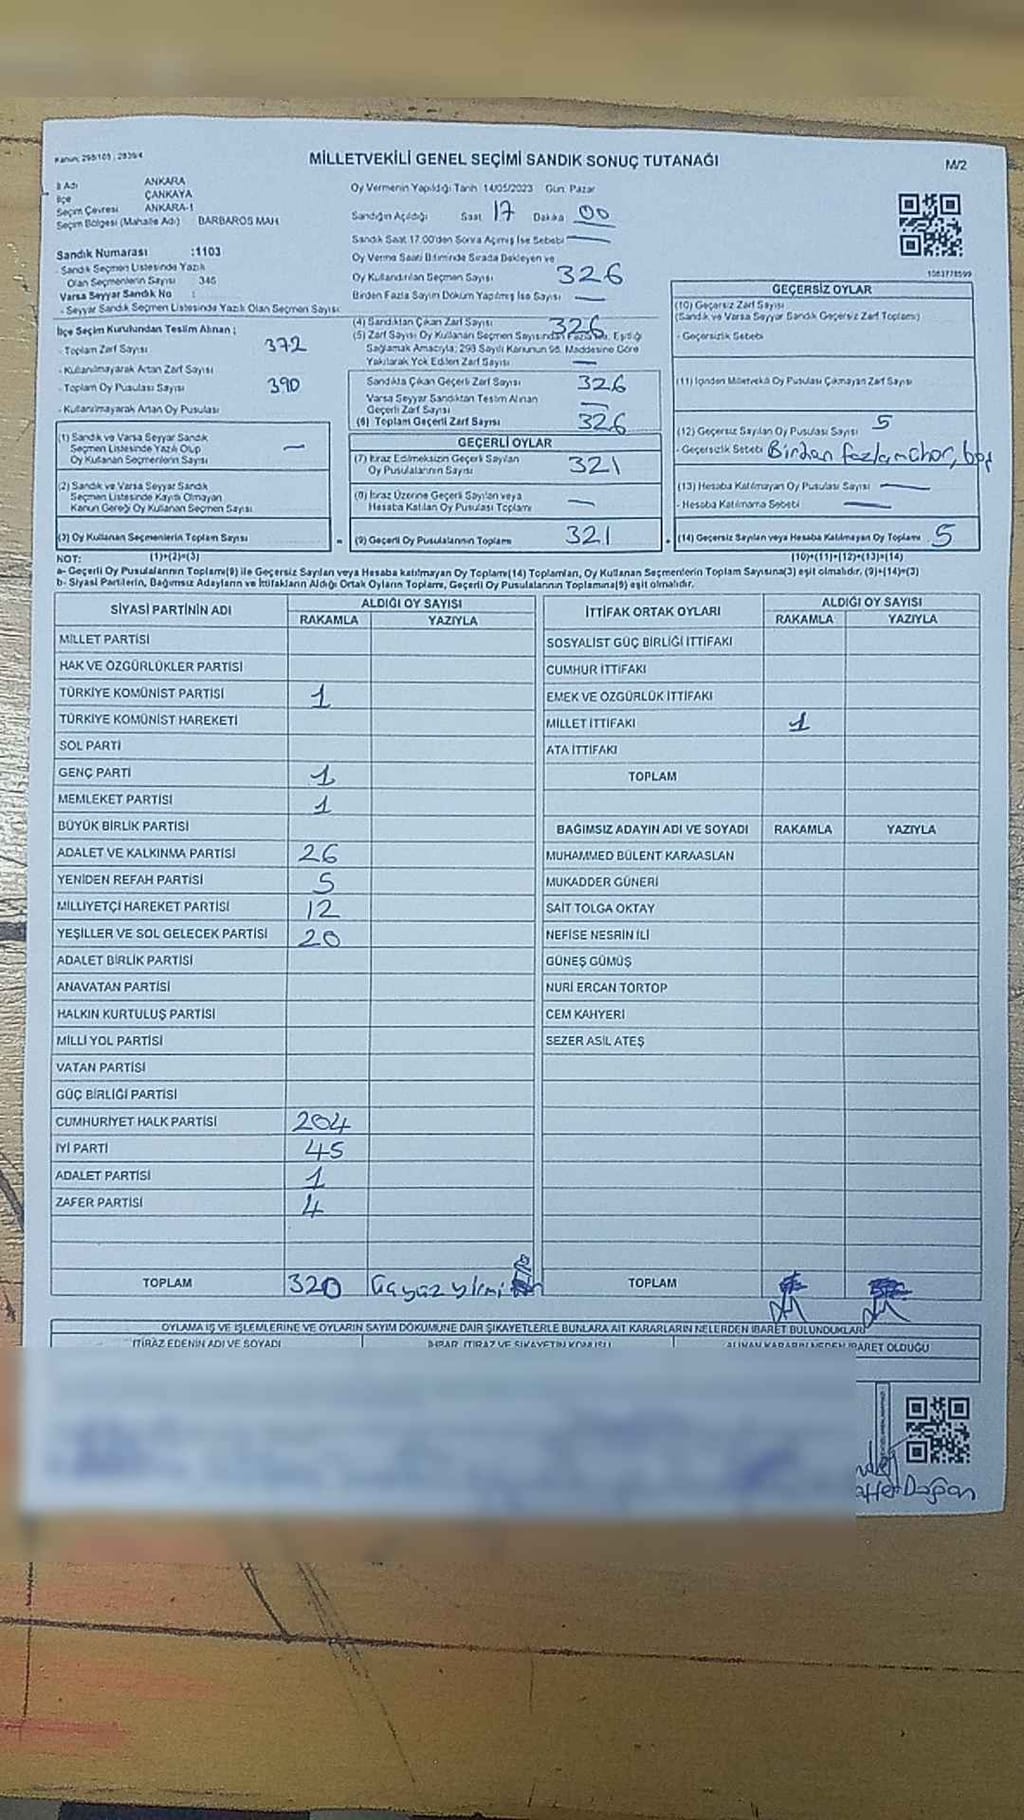 Kanun; 298/105 ; 2839/4
MİLLETVEKİLİ GENEL SEÇİMİ SANDIK SONUÇ TUTANAĞI
M/2
İl Adı ANKARA
İlçe ÇANKAYA
Seçim Çevresi ANKARA-1
Seçim Bölgesi (Mahalle Adı) BARBAROS MAH
Oy Vermenin Yapıldığı Tarih 14/05/2023 Gün: Pazar
Sandığın Açıldığı Saat 17 Dakika 00
Sandık Saat 17.00'den Sonra Açılmış İse Sebebi —
Oy Verme Saati Bitiminde Sırada Bekleyen ve
Oy Kullandırılan Seçmen Sayısı 326
Birden Fazla Sayım Döküm Yapılmış İse Sayısı —
Sandık Numarası :1103
- Sandık Seçmen Listesinde Yazılı
Olan Seçmenlerin Sayısı 346
Varsa Seyyar Sandık No :
- Seyyar Sandık Seçmen Listesinde Yazılı Olan Seçmen Sayısı:
1063778599
İlçe Seçim Kurulundan Teslim Alınan ;
- Toplam Zarf Sayısı 372
- Kullanılmayarak Artan Zarf Sayısı
- Toplam Oy Pusulası Sayısı 390
- Kullanılmayarak Artan Oy Pusulası
(1) Sandık ve Varsa Seyyar Sandık
Seçmen Listesinde Yazılı Olup
Oy Kullanan Seçmenlerin Sayısı —
(2) Sandık ve Varsa Seyyar Sandık
Seçmen Listesinde Kayıtlı Olmayan
Kanun Gereği Oy Kullanan Seçmen Sayısı
(3) Oy Kullanan Seçmenlerin Toplam Sayısı
(4) Sandıktan Çıkan Zarf Sayısı 326
(5) Zarf Sayısı Oy Kullanan Seçmen Sayısından Fazla İse, Eşitliği
Sağlamak Amacıyla; 298 Sayılı Kanunun 98. Maddesine Göre
Yakılarak Yok Edilen Zarf Sayısı —
Sandıkta Çıkan Geçerli Zarf Sayısı 326
Varsa Seyyar Sandıktan Teslim Alınan
Geçerli Zarf Sayısı —
(6) Toplam Geçerli Zarf Sayısı 326
GEÇERLİ OYLAR
(7) İtiraz Edilmeksizin Geçerli Sayılan
Oy Pusulalarının Sayısı 321
(8) İtiraz Üzerine Geçerli Sayılan veya
Hesaba Katılan Oy Pusulası Toplamı —
= (9) Geçerli Oy Pusulalarının Toplamı 321
GEÇERSİZ OYLAR
(10) Geçersiz Zarf Sayısı
(Sandık ve Varsa Seyyar Sandık Geçersiz Zarf Toplamı)
- Geçersizlik Sebebi
(11) İçinden Milletvekili Oy Pusulası Çıkmayan Zarf Sayısı
(12) Geçersiz Sayılan Oy Pusulası Sayısı 5
- Geçersizlik Sebebi Birden fazla
(13) Hesaba Katılmayan Oy Pusulası Sayısı —
- Hesaba Katılmama Sebebi —
+ (14) Geçersiz Sayılan veya Hesaba Katılmayan Oy Toplamı 5
NOT: (1)+(2)=(3)
(10)+(11)+(12)+(13)=(14)
a- Geçerli Oy Pusulalarının Toplamı(9) ile Geçersiz Sayılan veya Hesaba katılmayan Oy Toplamı(14) Toplamları, Oy Kullanan Seçmenlerin Toplam Sayısına(3) eşit olmalıdır. (9)+(14)=(3)
b- Siyasi Partilerin, Bağımsız Adayların ve İttifakların Aldığı Ortak Oyların Toplamı, Geçerli Oy Pusulalarının Toplamına(9) eşit olmalıdır.
SİYASİ PARTİNİN ADI ALDIĞI OY SAYISI
RAKAMLA YAZIYLA
MİLLET PARTİSİ
HAK VE ÖZGÜRLÜKLER PARTİSİ
TÜRKİYE KOMÜNİST PARTİSİ 1
TÜRKİYE KOMÜNİST HAREKETİ
SOL PARTİ
GENÇ PARTİ 1
MEMLEKET PARTİSİ 1
BÜYÜK BİRLİK PARTİSİ
ADALET VE KALKINMA PARTİSİ 26
YENİDEN REFAH PARTİSİ 5
MİLLİYETÇİ HAREKET PARTİSİ 12
YEŞİLLER VE SOL GELECEK PARTİSİ 20
ADALET BİRLİK PARTİSİ
ANAVATAN PARTİSİ
HALKIN KURTULUŞ PARTİSİ
MİLLİ YOL PARTİSİ
VATAN PARTİSİ
GÜÇ BİRLİĞİ PARTİSİ
CUMHURİYET HALK PARTİSİ 204
İYİ PARTİ 45
ADALET PARTİSİ 1
ZAFER PARTİSİ 4
TOPLAM 320
İTTİFAK ORTAK OYLARI ALDIĞI OY SAYISI
RAKAMLA YAZIYLA
SOSYALİST GÜÇ BİRLİĞİ İTTİFAKI
CUMHUR İTTİFAKI
EMEK VE ÖZGÜRLÜK İTTİFAKI
MİLLET İTTİFAKI 1
ATA İTTİFAKI
TOPLAM
BAĞIMSIZ ADAYIN ADI VE SOYADI RAKAMLA YAZIYLA
MUHAMMED BÜLENT KARAASLAN
MUKADDER GÜNERİ
SAİT TOLGA OKTAY
NEFİSE NESRİN İLİ
GÜNEŞ GÜMÜŞ
NURİ ERCAN TORTOP
CEM KAHYERİ
SEZER ASIL ATEŞ
TOPLAM
OYLAMA İŞ VE İŞLEMLERİNE VE OYLARIN SAYIM DÖKÜMÜNE DAİR ŞİKAYETLERLE BUNLARA AİT KARARLARIN NELERDEN İBARET BULUNDUKLARI
İTİRAZ EDENİN ADI VE SOYADI İHBAR, İTİRAZ VE ŞİKAYETİN KONUSU ALINAN KARARIN NEDEN İBARET OLDUĞU
Doğan